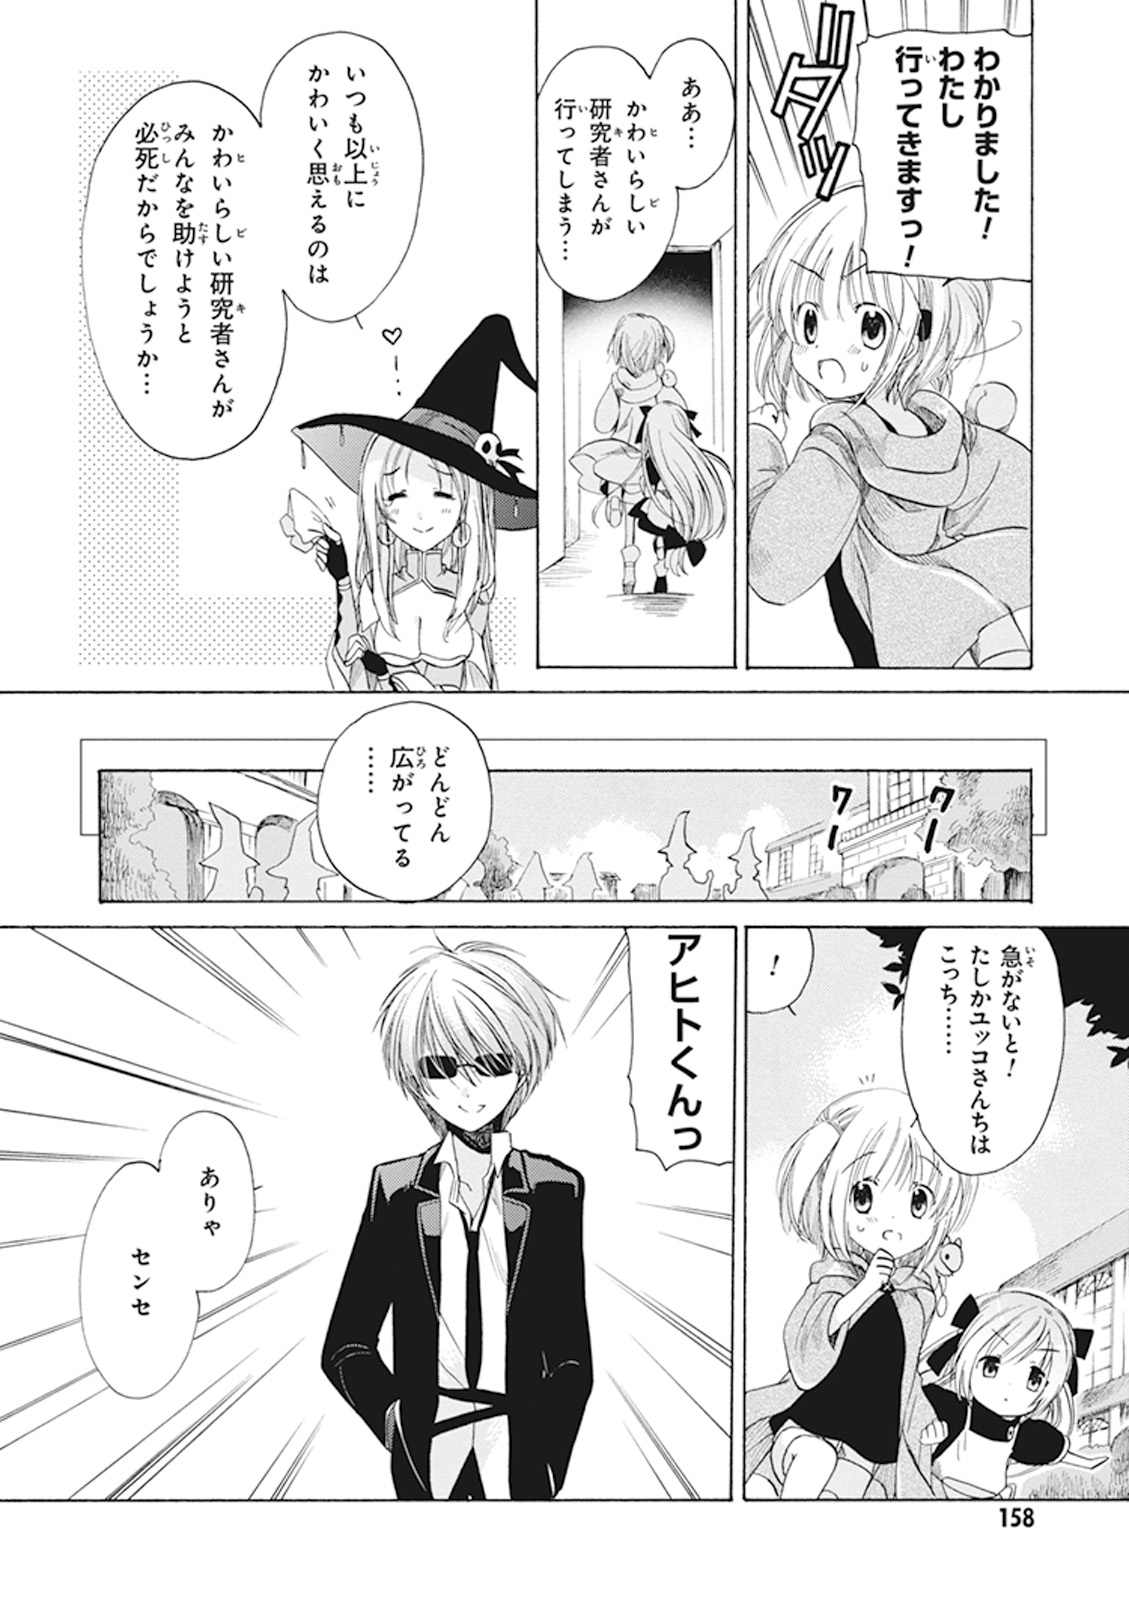 わかりました!
わたし
行ってきますっ!
ダダダッ
ああ…
かわいらしい
研究者さんが
行ってしまう…
いつも以上に
かわいく思えるのは
かわいらしい研究者さんが
みんなを助けようと
必死だからでしょうか…
ワー
ワー
どんどん
広がってる
……
急がないと!
たしかユッコさんちは
こっち……
!
アヒトくんっ
ありゃ
センセ
158